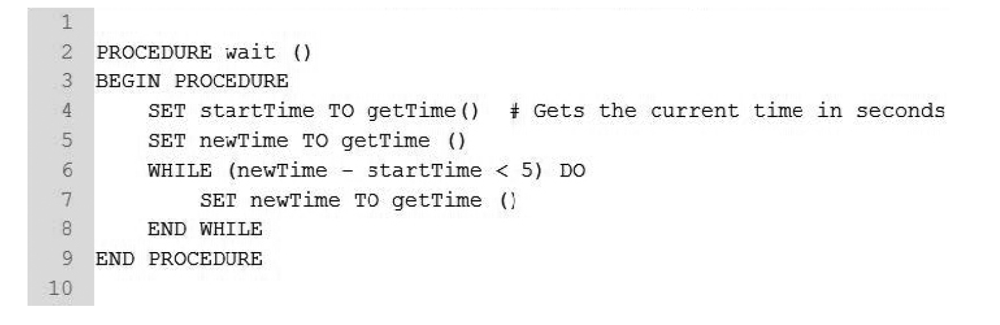 1
2 PROCEDURE wait ()
3 BEGIN PROCEDURE
4 SET startTime TO getTime() # Gets the current time in seconds
5 SET newTime TO getTime ()
6 WHILE (newTime - startTime < 5) DO
7 SET newTime TO getTime ()
8 END WHILE
9 END PROCEDURE
10